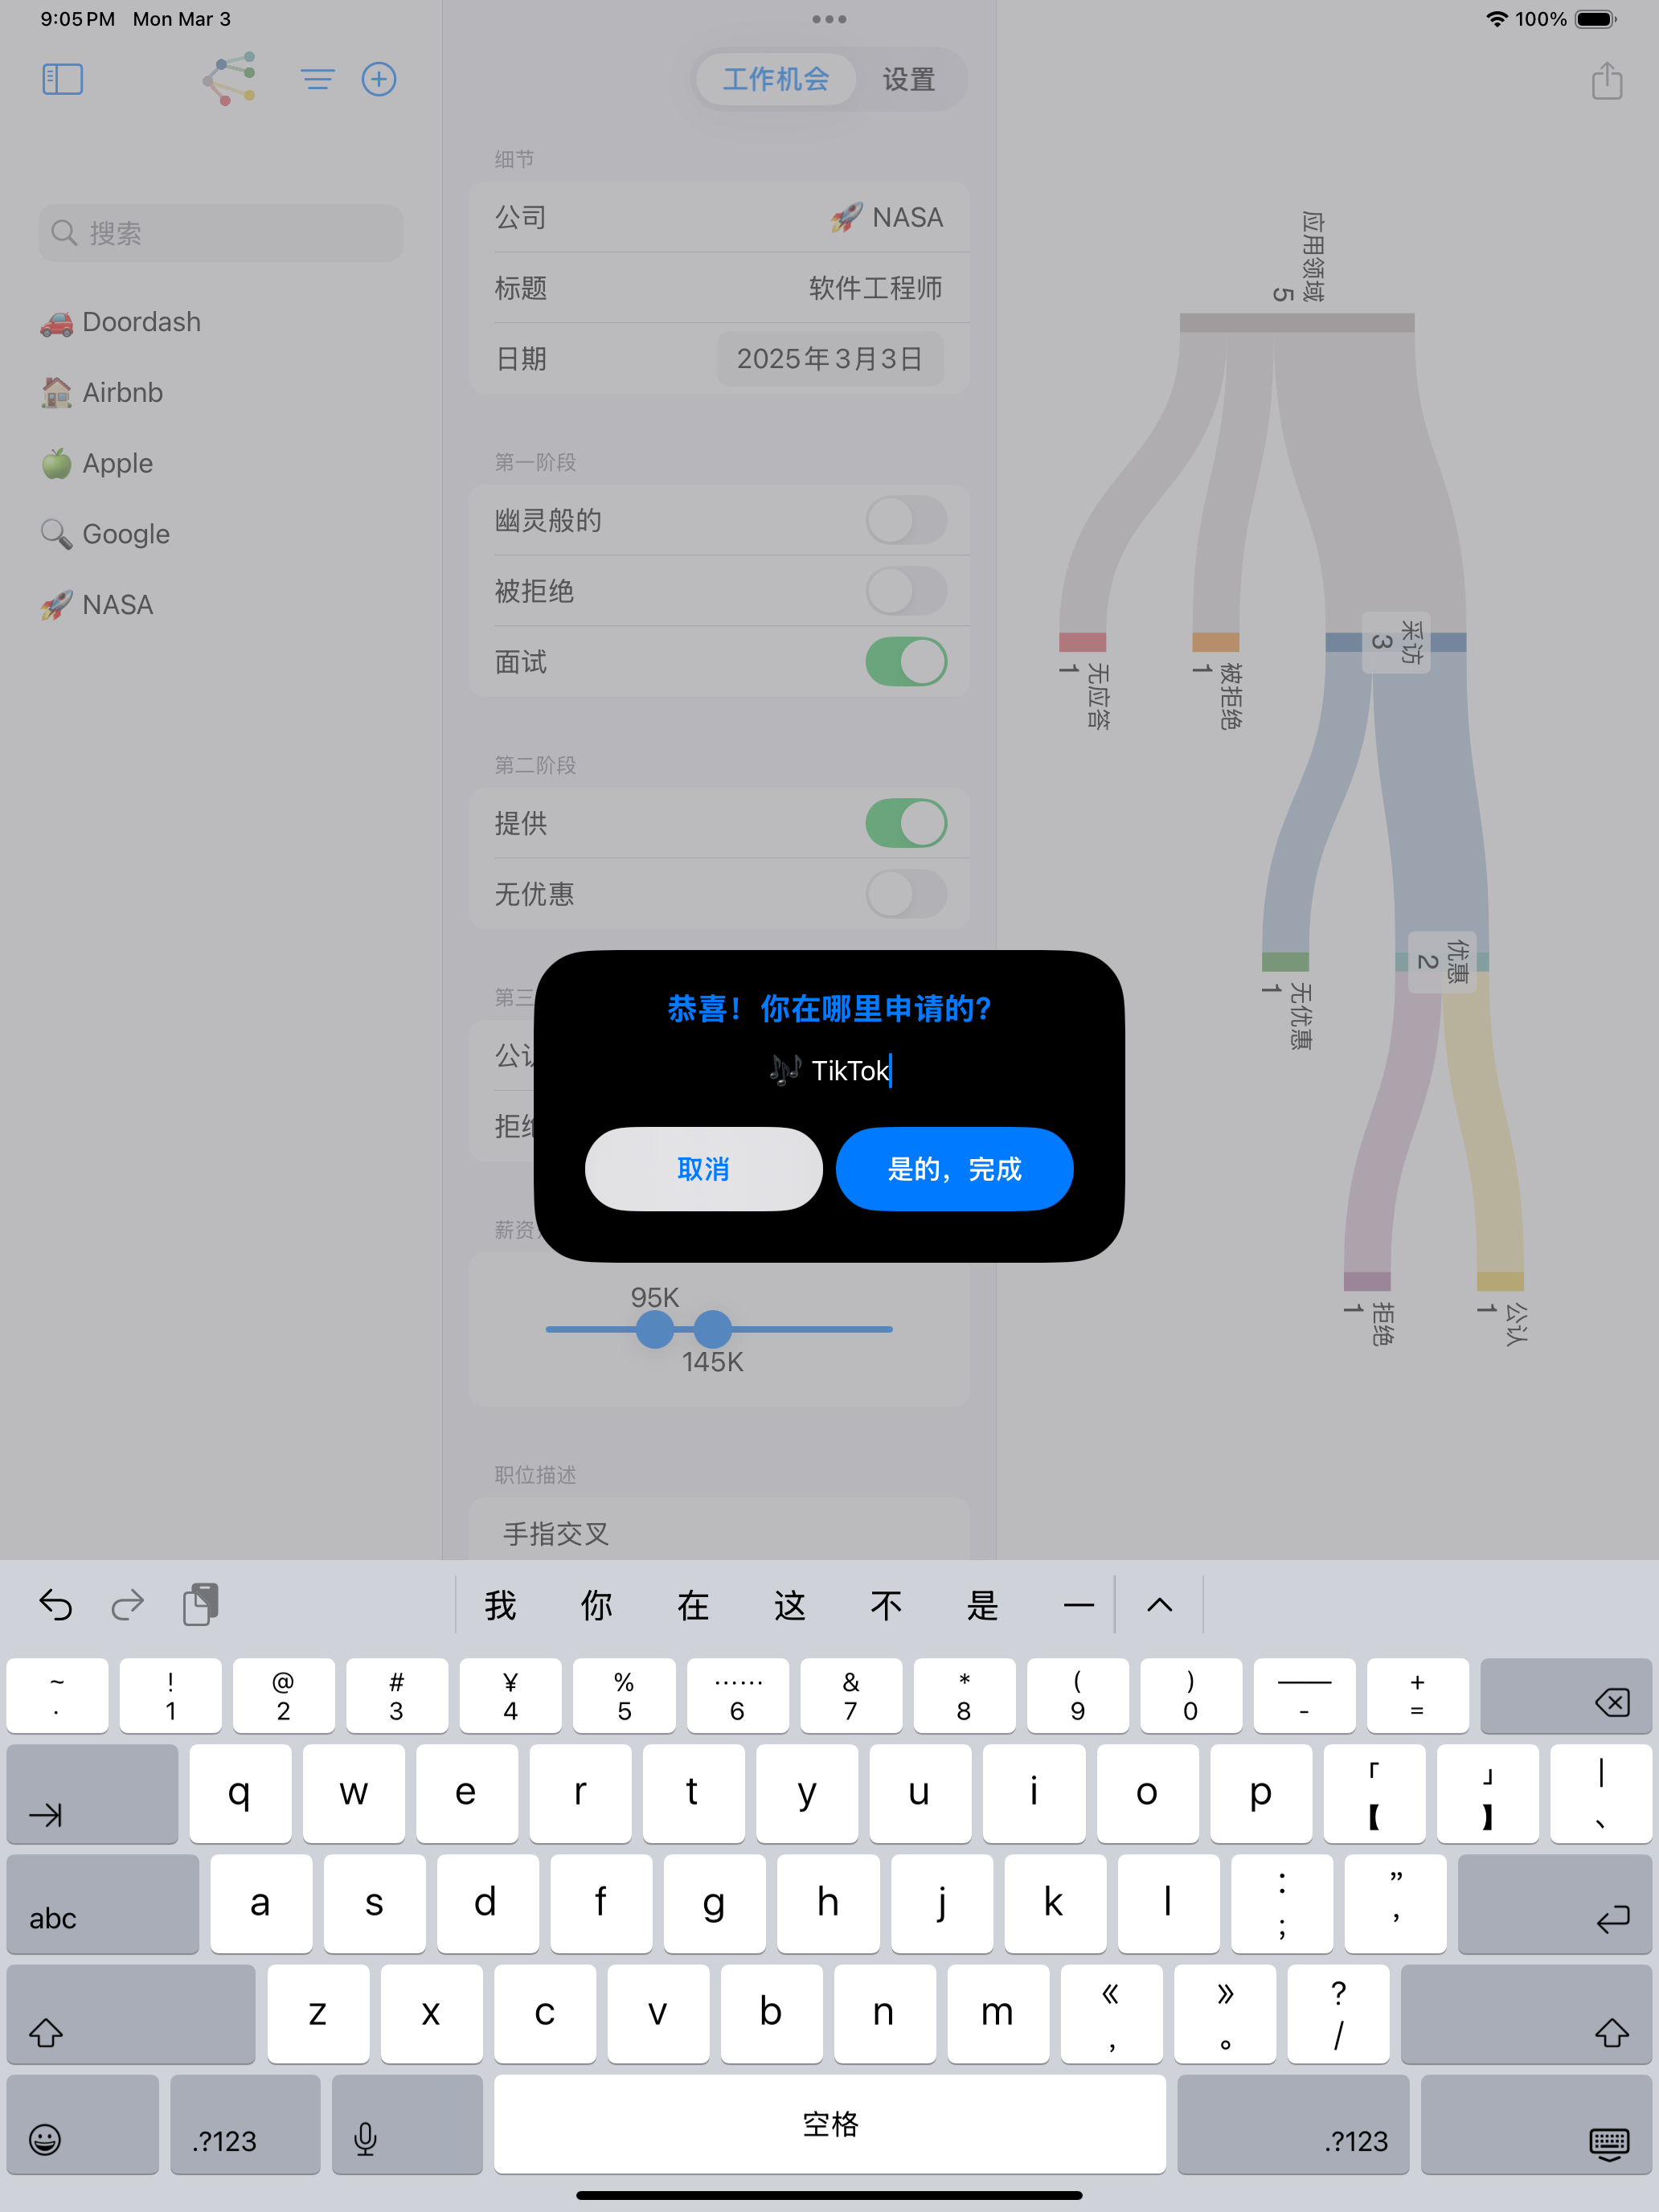 9:05 PM Mon Mar 3
100%
工作机会
设置
搜索
Doordash
Airbnb
Apple
Google
NASA
细节
公司
NASA
标题
软件工程师
日期
2025年3月3日
第一阶段
幽灵般的
被拒绝
面试
第二阶段
提供
无优惠
第三
公
拒
薪资
95K
145K
职位描述
手指交叉
应用领域
5
无应答
1
被拒绝
1
采访
3
无优惠
1
优惠
2
拒绝
1
公认
1
恭喜！你在哪里申请的？
TikTok
取消
是的，完成
我 你 在 这 不 是 一
~ ! @ # ¥ % …… & * ( ) —— +
· 1 2 3 4 5 6 7 8 9 0 - =
q w e r t y u i o p 「 」 |
【 】 、
abc a s d f g h j k l ： ”
； ’
z x c v b n m 《 》 ?
， 。 /
.?123 空格 .?123